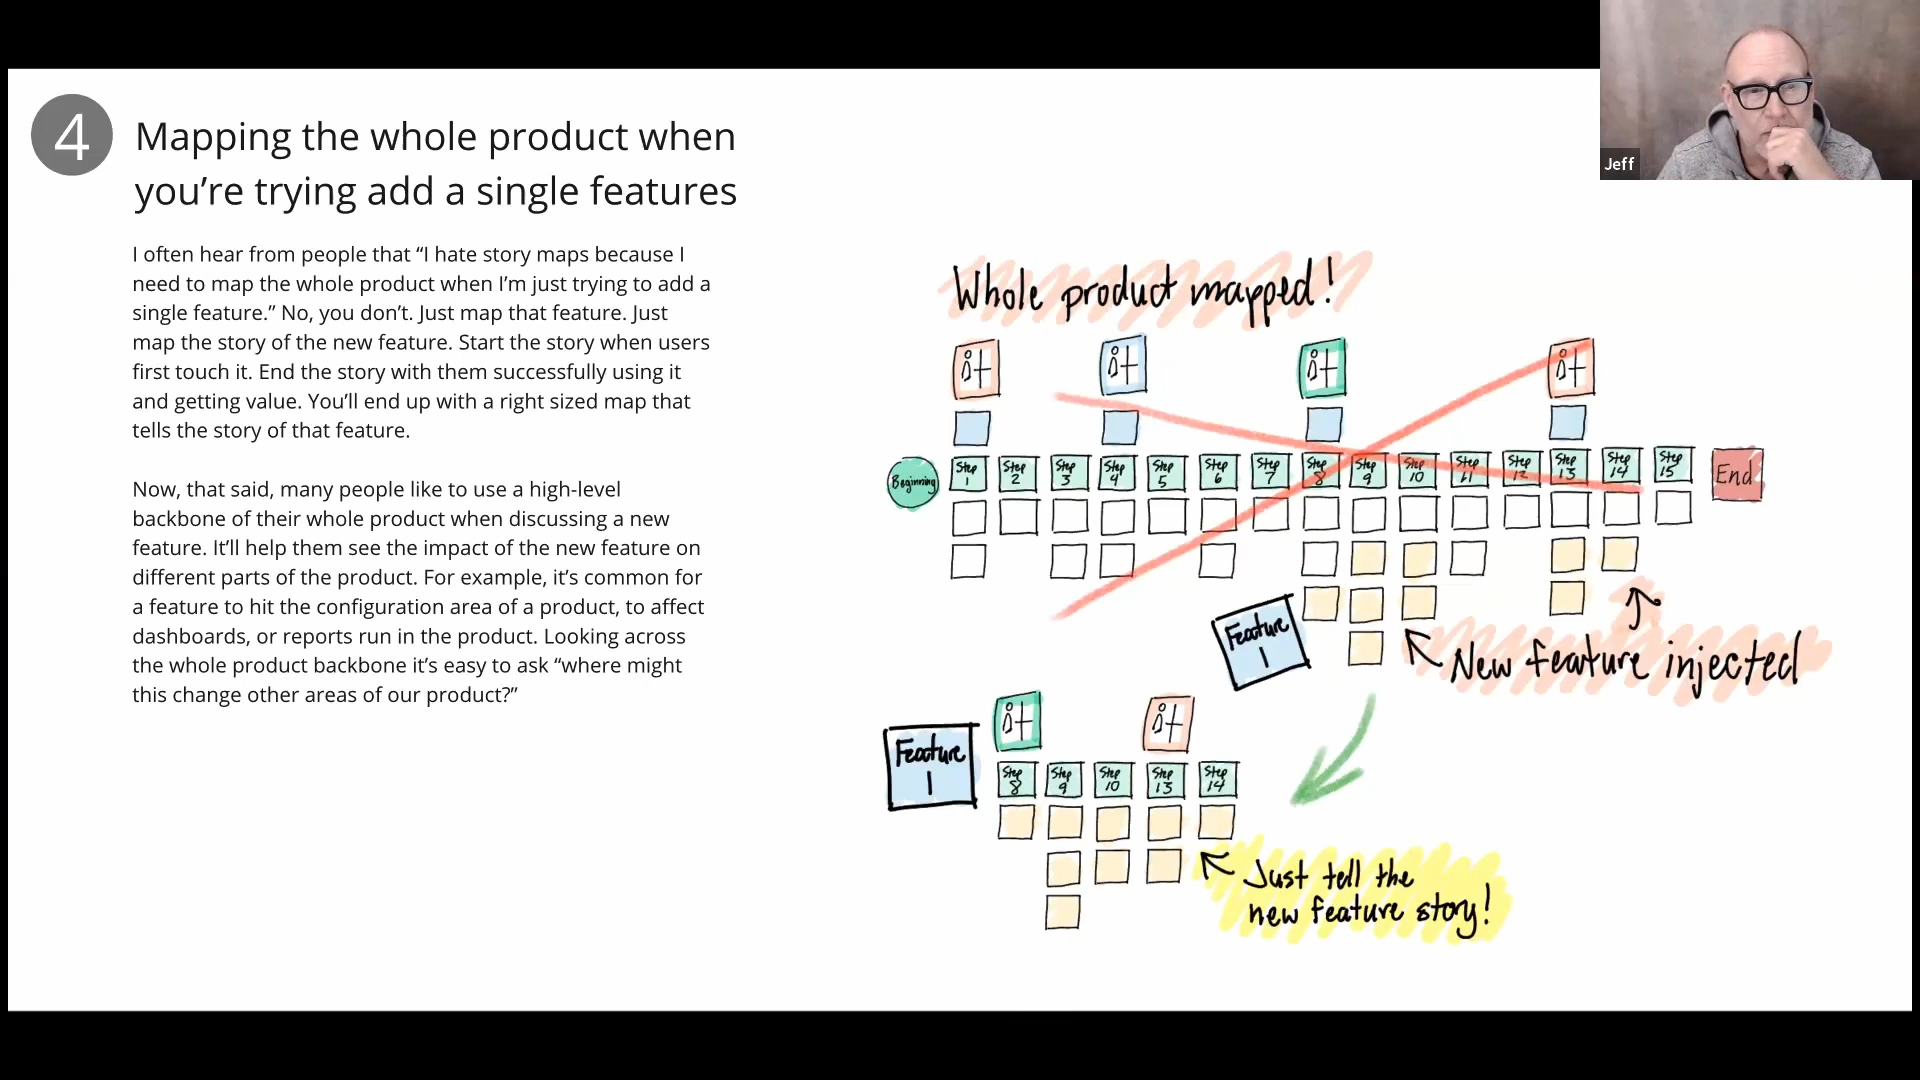 4
Mapping the whole product when
you’re trying add a single features
I often hear from people that “I hate story maps because I
need to map the whole product when I’m just trying to add a
single feature.” No, you don’t. Just map that feature. Just
map the story of the new feature. Start the story when users
first touch it. End the story with them successfully using it
and getting value. You’ll end up with a right sized map that
tells the story of that feature.
Now, that said, many people like to use a high-level
backbone of their whole product when discussing a new
feature. It’ll help them see the impact of the new feature on
different parts of the product. For example, it’s common for
a feature to hit the configuration area of a product, to affect
dashboards, or reports run in the product. Looking across
the whole product backbone it’s easy to ask “where might
this change other areas of our product?”
Jeff
Whole product mapped!
Beginning
Step
1
Step
2
Step
3
Step
4
Step
5
Step
6
Step
7
Step
8
Step
9
Step
10
Step
11
Step
12
Step
13
Step
14
Step
15
End
Feature
1
New feature injected
Feature
1
Step
8
Step
9
Step
10
Step
13
Step
14
Just tell the
new feature story!